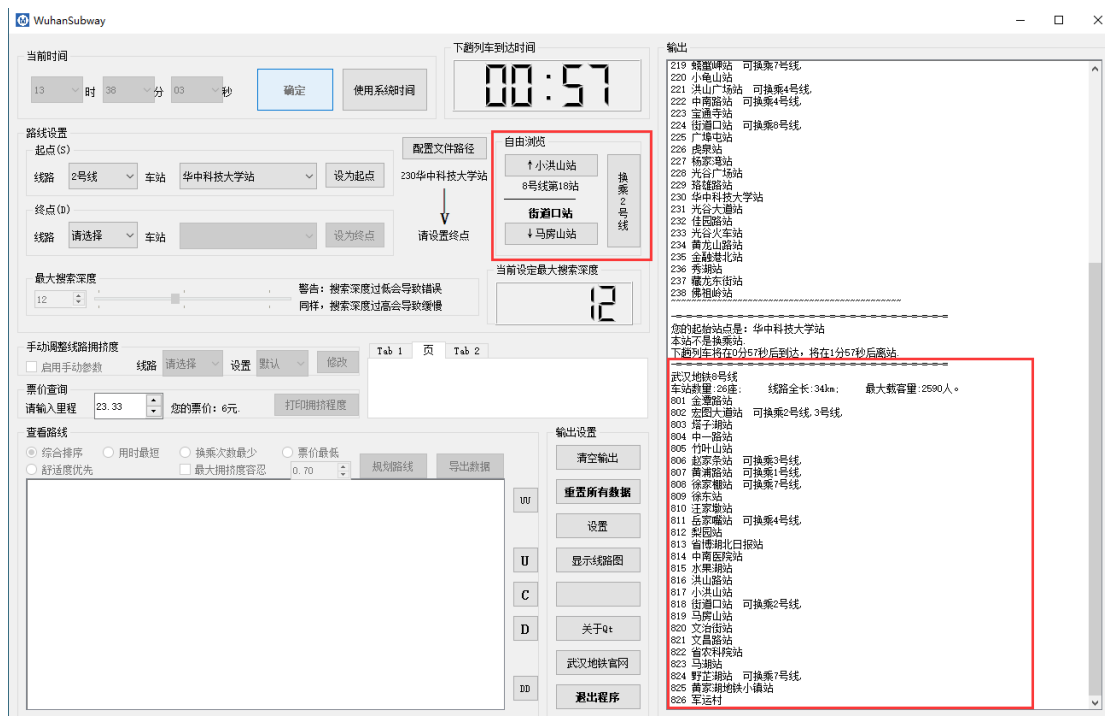 WuhanSubway
当前时间
13 时 38 分 03 秒
确定
使用系统时间
下趟列车到达时间
00:57
路线设置
起点(S)
线路 2号线 车站 华中科技大学站 设为起点
终点(D)
线路 请选择 车站 设为终点
配置文件路径
230华中科技大学站
V
请设置终点
自由浏览
↑小洪山站
8号线第18站
街道口站
↓马房山站
换乘2号线
最大搜索深度
12
警告：搜索深度过低会导致错误
同样，搜索深度过高会导致缓慢
当前设定最大搜索深度
12
手动调整线路拥挤度
启用手动参数 线路 请选择 设置 默认 修改
票价查询
请输入里程 23.33 您的票价：6元. 打印拥挤程度
Tab 1 页 Tab 2
查看路线
综合排序 用时最短 换乘次数最少 票价最低
舒适度优先 最大拥挤度容忍 0.70 规划路线 导出数据
UU
U
C
D
DD
输出设置
清空输出
重置所有数据
设置
显示线路图
关于Qt
武汉地铁官网
退出程序
输出
219 螃蟹岬站 可换乘7号线,
220 小龟山站
221 洪山广场站 可换乘4号线,
222 中南路站 可换乘4号线,
223 宝通寺站
224 街道口站 可换乘8号线,
225 广埠屯站
226 虎泉站
227 杨家湾站
228 光谷广场站
229 珞雄路站
230 华中科技大学站
231 光谷大道站
232 佳园路站
233 光谷火车站
234 黄龙山路站
235 金融港北站
236 秀湖站
237 藏龙东街站
238 佛祖岭站
您的起始站点是：华中科技大学站
本站不是换乘站.
下趟列车将在0分57秒后到达，将在1分57秒后离站.
武汉地铁8号线
车站数量:26座; 线路全长:34km; 最大载客量:2590人。
801 金潭路站
802 宏图大道站 可换乘2号线,3号线,
803 塔子湖站
804 中一路站
805 竹叶山站
806 赵家条站 可换乘3号线,
807 黄浦路站 可换乘1号线,
808 徐家棚站 可换乘7号线,
809 徐东站
810 汪家墩站
811 岳家嘴站 可换乘4号线,
812 梨园站
813 省博湖北日报站
814 中南医院站
815 水果湖站
816 洪山路站
817 小洪山站
818 街道口站 可换乘2号线,
819 马房山站
820 文治街站
821 文昌路站
822 省农科院站
823 马湖站
824 野芷湖站 可换乘7号线,
825 黄家湖地铁小镇站
826 军运村